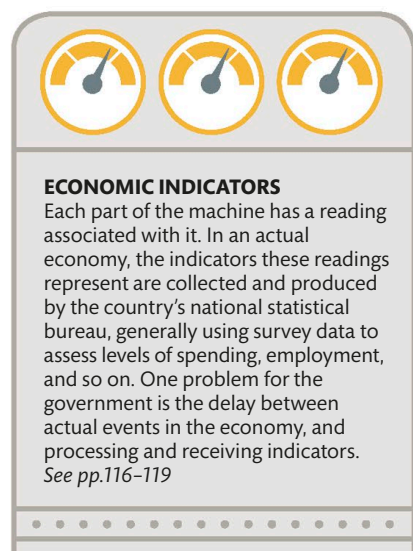 ECONOMIC INDICATORS
Each part of the machine has a reading
associated with it. In an actual
economy, the indicators these readings
represent are collected and produced
by the country’s national statistical
bureau, generally using survey data to
assess levels of spending, employment,
and so on. One problem for the
government is the delay between
actual events in the economy, and
processing and receiving indicators.
See pp.116–119